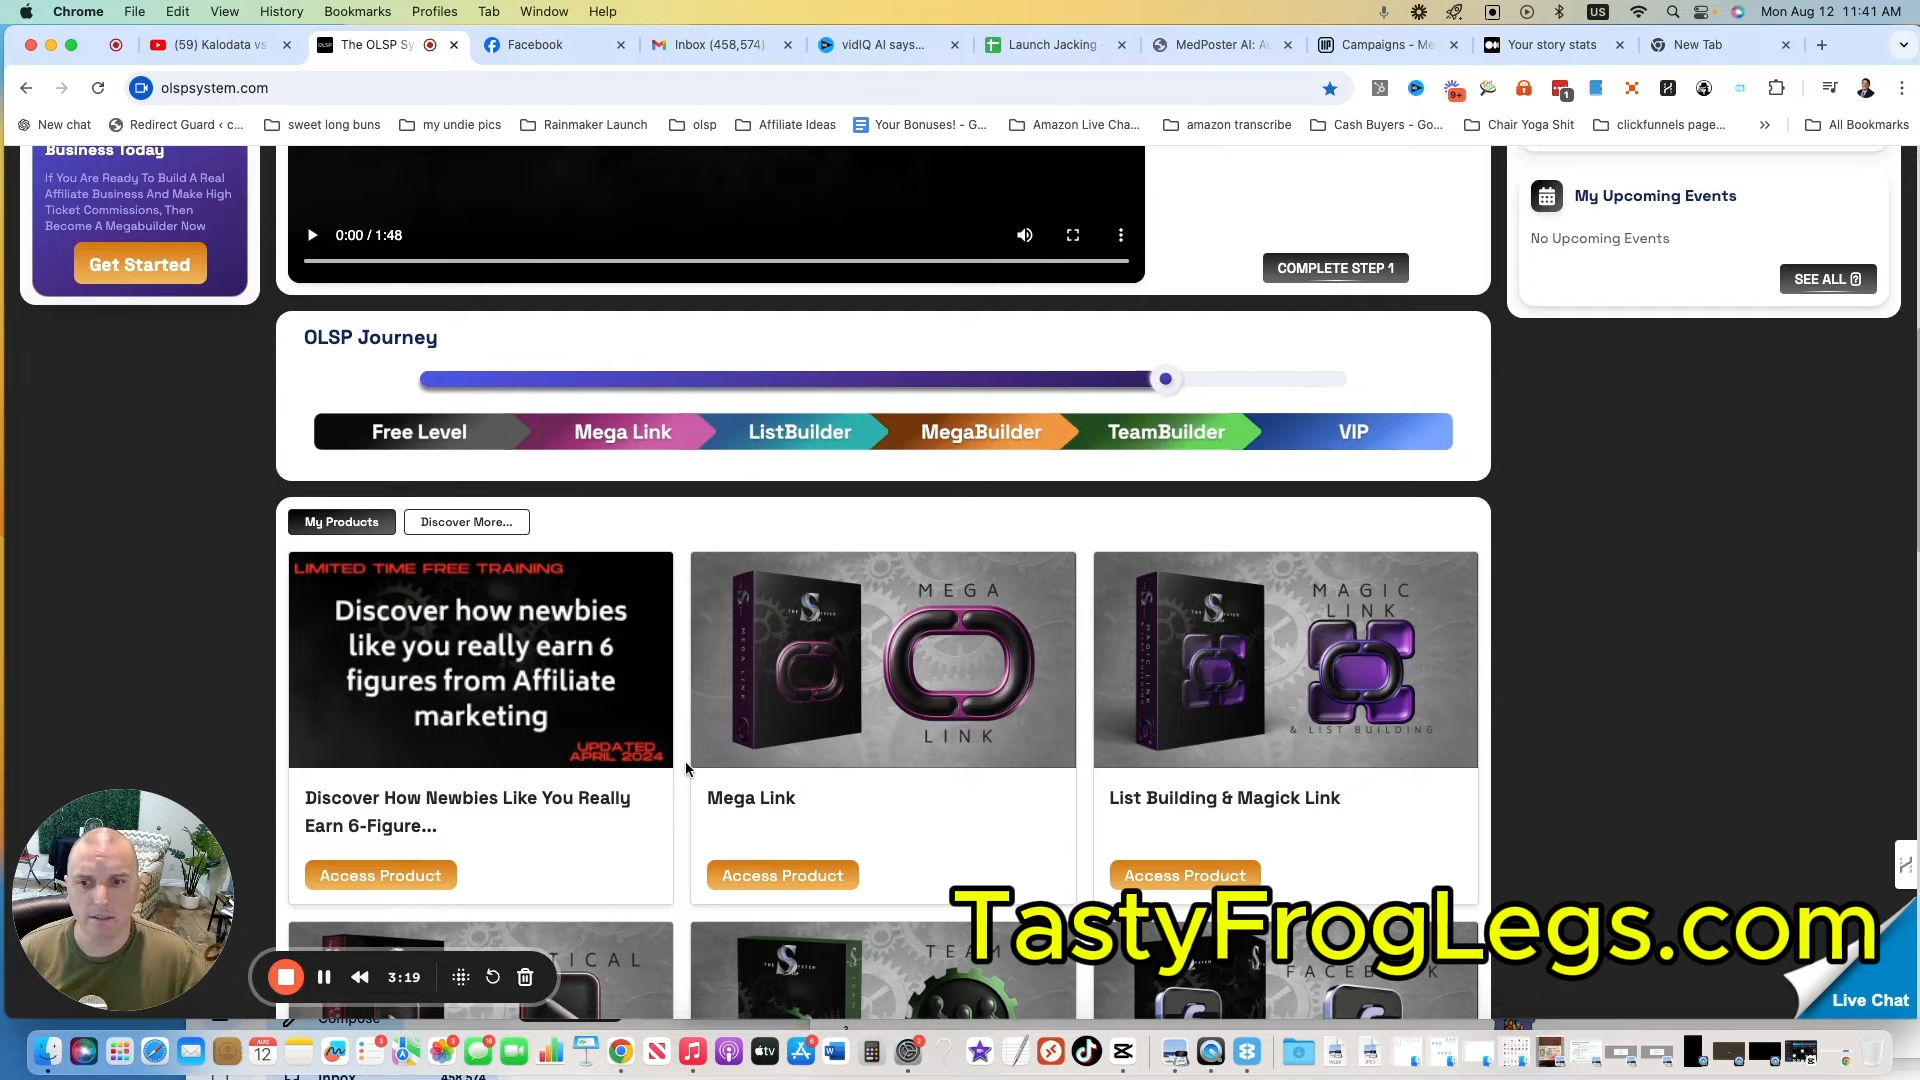 Chrome File Edit View History Bookmarks Profiles Tab Window Help US Mon Aug 12 11:41 AM
(59) Kalodata vs The OLSP Sy Facebook Inbox (458,574) vidIQ AI says... Launch Jacking MedPoster AI: Campaigns - Me Your story stats New Tab
olspsystem.com 9+ 1
New chat Redirect Guard ‹ c... sweet long buns my undie pics Rainmaker Launch olsp Affiliate Ideas Your Bonuses! - G... Amazon Live Cha... amazon transcribe Cash Buyers - Go... Chair Yoga Shit clickfunnels page... » All Bookmarks
Business Today
If You Are Ready To Build A Real
Affiliate Business And Make High
Ticket Commissions, Then
Become A Megabuilder Now
Get Started
0:00 / 1:48
COMPLETE STEP 1
My Upcoming Events
No Upcoming Events
SEE ALL
OLSP Journey
Free Level Mega Link ListBuilder MegaBuilder TeamBuilder VIP
My Products Discover More...
LIMITED TIME FREE TRAINING
Discover how newbies
like you really earn 6
figures from Affiliate
marketing
UPDATED
APRIL 2024
MEGA
LINK
MAGIC
LINK
& LIST BUILDING
Discover How Newbies Like You Really
Earn 6-Figure...
Mega Link
List Building & Magick Link
Access Product Access Product Access Product
TastyFrogLegs.com
3:19
Live Chat
Compose
Inbox 458,574